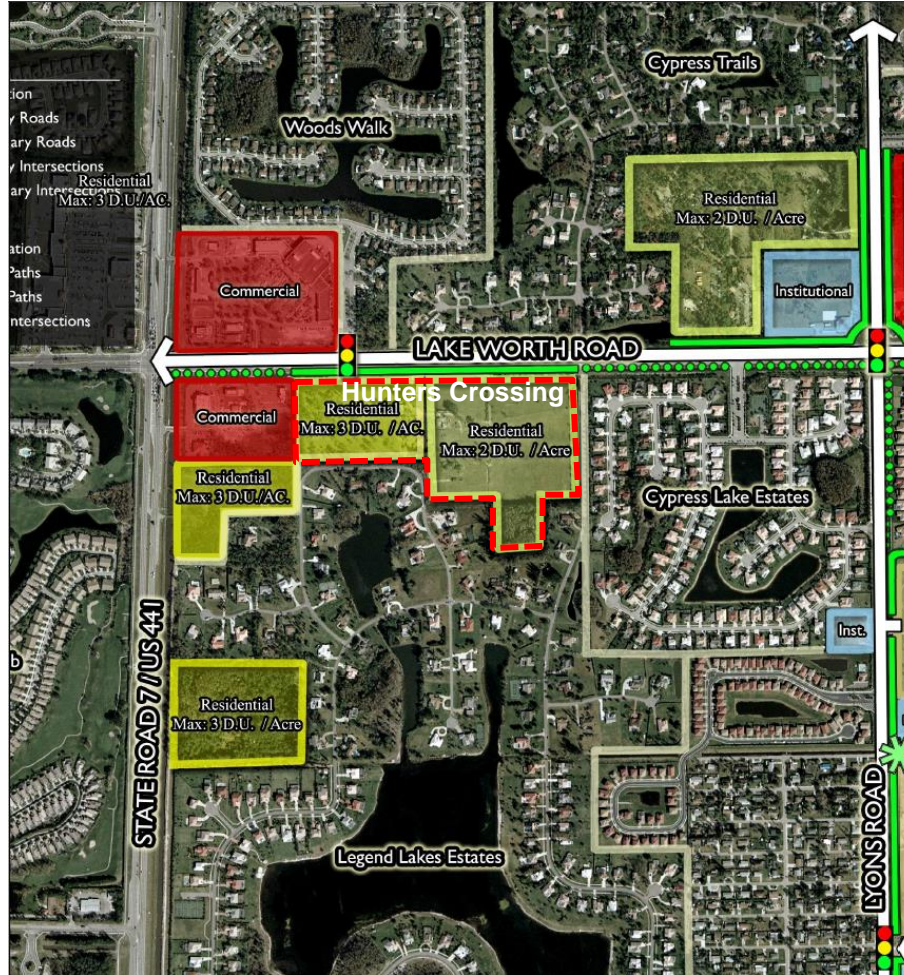 Cypress Trails
tion
Woods Walk
y Roads
ary Roads
y Intersections
ary Intersections
Residential
Max: 3 D.U./AC.
Residential
Max: 2 D.U. / Acre
ation
Paths
Paths
ntersections
Commercial
Institutional
LAKE WORTH ROAD
Hunters Crossing
Commercial
Residential
Max: 3 D.U. / AC.
Residential
Max: 2 D.U. / Acre
Residential
Max: 3 D.U./AC.
Cypress Lake Estates
Inst.
b
Residential
Max: 3 D.U. / Acre
STATE ROAD 7 / US 441
LYONS ROAD
Legend Lakes Estates